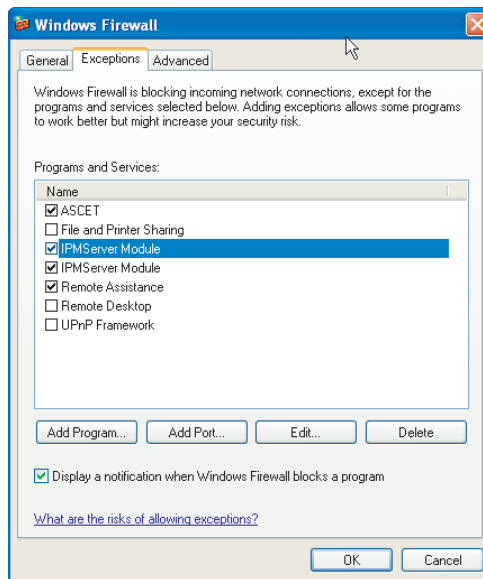 Windows Firewall
General Exceptions Advanced
Windows Firewall is blocking incoming network connections, except for the
programs and services selected below. Adding exceptions allows some programs
to work better but might increase your security risk.
Programs and Services:
Name
ASCET
File and Printer Sharing
IPMServer Module
IPMServer Module
Remote Assistance
Remote Desktop
UPnP Framework
Add Program... Add Port... Edit... Delete
Display a notification when Windows Firewall blocks a program
What are the risks of allowing exceptions?
OK Cancel